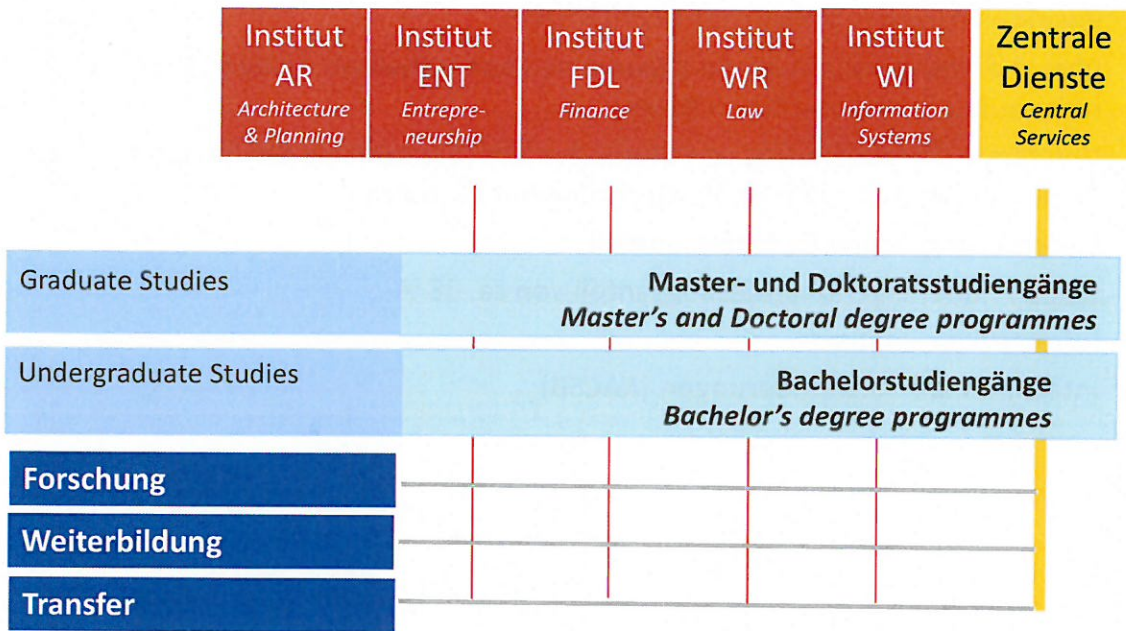 Institut
AR
Architecture
& Planning
Institut
ENT
Entrepre-
neurship
Institut
FDL
Finance
Institut
WR
Law
Institut
WI
Information
Systems
Zentrale
Dienste
Central
Services
Graduate Studies
Master- und Doktoratsstudiengänge
Master's and Doctoral degree programmes
Undergraduate Studies
Bachelorstudiengänge
Bachelor's degree programmes
Forschung
Weiterbildung
Transfer